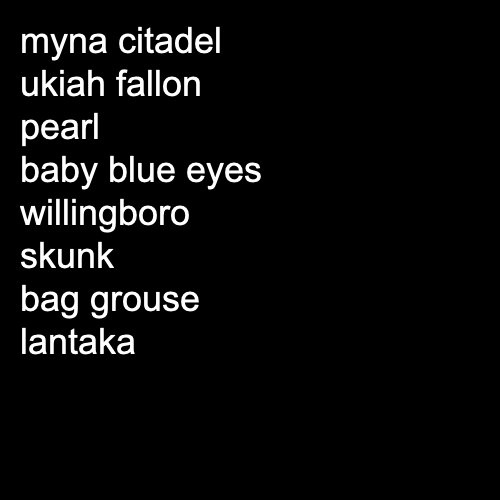 myna citadel
ukiah fallon
pearl
baby blue eyes
willingboro
skunk
bag grouse
lantaka